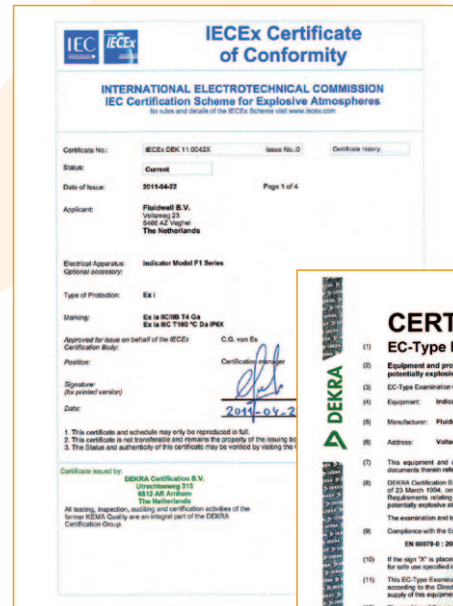 IEC IECEx
IECEx Certificate
of Conformity
INTERNATIONAL ELECTROTECHNICAL COMMISSION
IEC Certification Scheme for Explosive Atmospheres
for rules and details of the IECEx Scheme visit www.iecex.com
Certificate No.: IECEx DEK 11.0042X issue No.:0 Certificate history:
Status: Current
Date of Issue: 2011-04-22 Page 1 of 4
Applicant: Fluidwell B.V.
Voltaweg 23
5466 AZ Veghel
The Netherlands
Electrical Apparatus: Indicator Model F1 Series
Optional accessory:
Type of Protection: Ex i
Marking: Ex ia IIC/IIB T4 Ga
Ex ia IIIC T100 °C Da IP6X
Approved for issue on behalf of the IECEx C.G. van Es
Certification Body:
Position: Certification manager
Signature:
(for printed version)
Date: 2011-04-2
1. This certificate and schedule may only be reproduced in full.
2. This certificate is not transferable and remains the property of the issuing bo
3. The Status and authenticity of this certificate may be verified by visiting the
Certificate issued by:
DEKRA Certification B.V.
Utrechtseweg 310
6812 AR Arnhem
The Netherlands
All testing, inspection, auditing and certification activities of the
former KEMA Quality are an integral part of the DEKRA
Certification Group.
DEKRA
CERT
(1) EC-Type E
(2) Equipment and pro
potentially explosiv
(3) EC-Type Examination
(4) Equipment: Indic
(5) Manufacturer: Fluid
(6) Address: Volta
(7) This equipment and
documents therein refe
(8) DEKRA Certification B
of 23 March 1994, cer
Requirements relating
potentially explosive at
The examination and te
(9) Compliance with the E
EN 60079-0 : 200
(10) If the sign "X" is place
for safe use specified i
(11) This EC-Type Examina
according to the Direct
supply of this equipme